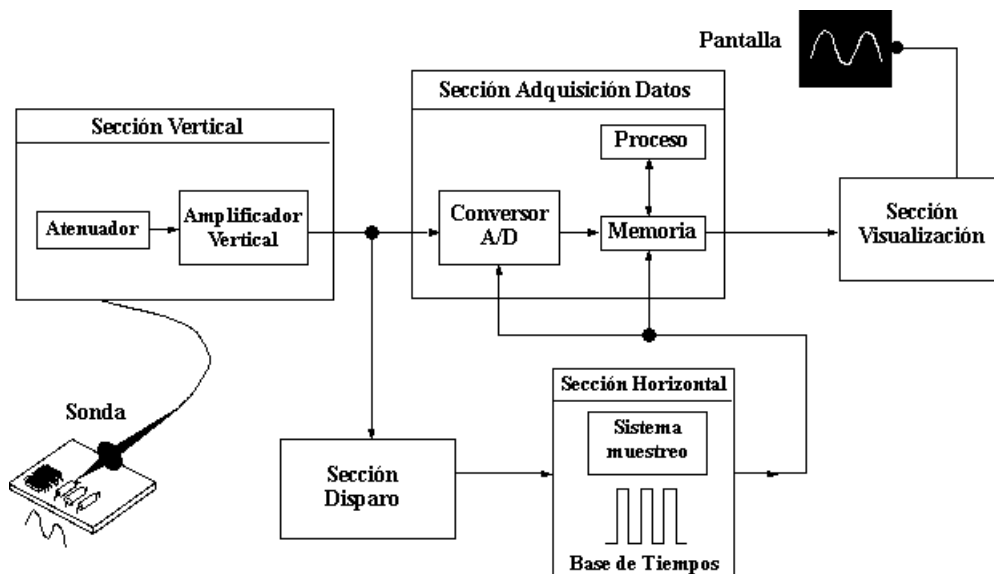 Pantalla
Sección Adquisición Datos
Sección Vertical
Proceso
Atenuador
Amplificador
Vertical
Conversor
A/D
Memoria
Sección
Visualización
Sonda
Sección Horizontal
Sistema
muestreo
Sección
Disparo
Base de Tiempos